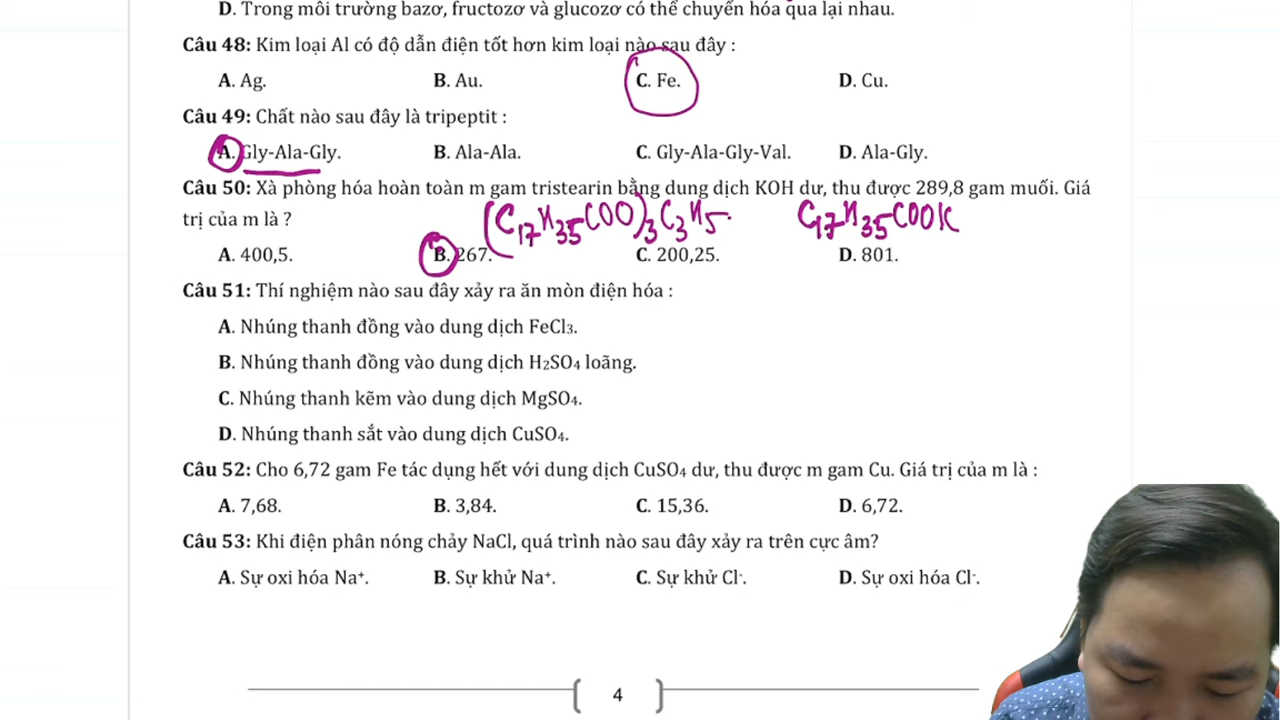 D. Trong môi trường bazơ, fructozơ và glucozơ có thể chuyển hóa qua lại nhau.
Câu 48: Kim loại Al có độ dẫn điện tốt hơn kim loại nào sau đây :
A. Ag. B. Au. C. Fe. D. Cu.
Câu 49: Chất nào sau đây là tripeptit :
A. Gly-Ala-Gly. B. Ala-Ala. C. Gly-Ala-Gly-Val. D. Ala-Gly.
Câu 50: Xà phòng hóa hoàn toàn m gam tristearin bằng dung dịch KOH dư, thu được 289,8 gam muối. Giá
trị của m là ?
(C17H35COO)3C3H5. C17H35COOK
A. 400,5. B. 267. C. 200,25. D. 801.
Câu 51: Thí nghiệm nào sau đây xảy ra ăn mòn điện hóa :
A. Nhúng thanh đồng vào dung dịch FeCl3.
B. Nhúng thanh đồng vào dung dịch H2SO4 loãng.
C. Nhúng thanh kẽm vào dung dịch MgSO4.
D. Nhúng thanh sắt vào dung dịch CuSO4.
Câu 52: Cho 6,72 gam Fe tác dụng hết với dung dịch CuSO4 dư, thu được m gam Cu. Giá trị của m là :
A. 7,68. B. 3,84. C. 15,36. D. 6,72.
Câu 53: Khi điện phân nóng chảy NaCl, quá trình nào sau đây xảy ra trên cực âm?
A. Sự oxi hóa Na+. B. Sự khử Na+. C. Sự khử Cl-. D. Sự oxi hóa Cl-.
4